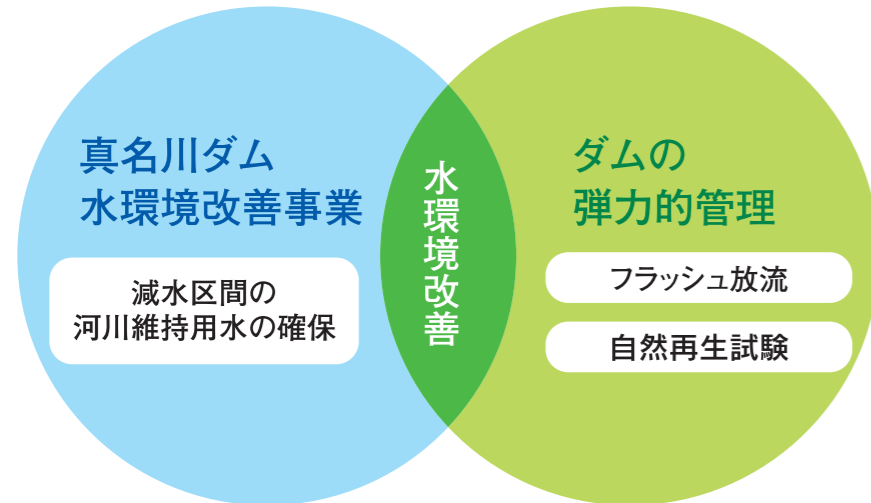 真名川ダム
水環境改善事業
減水区間の
河川維持用水の確保
水環境改善
ダムの
弾力的管理
フラッシュ放流
自然再生試験